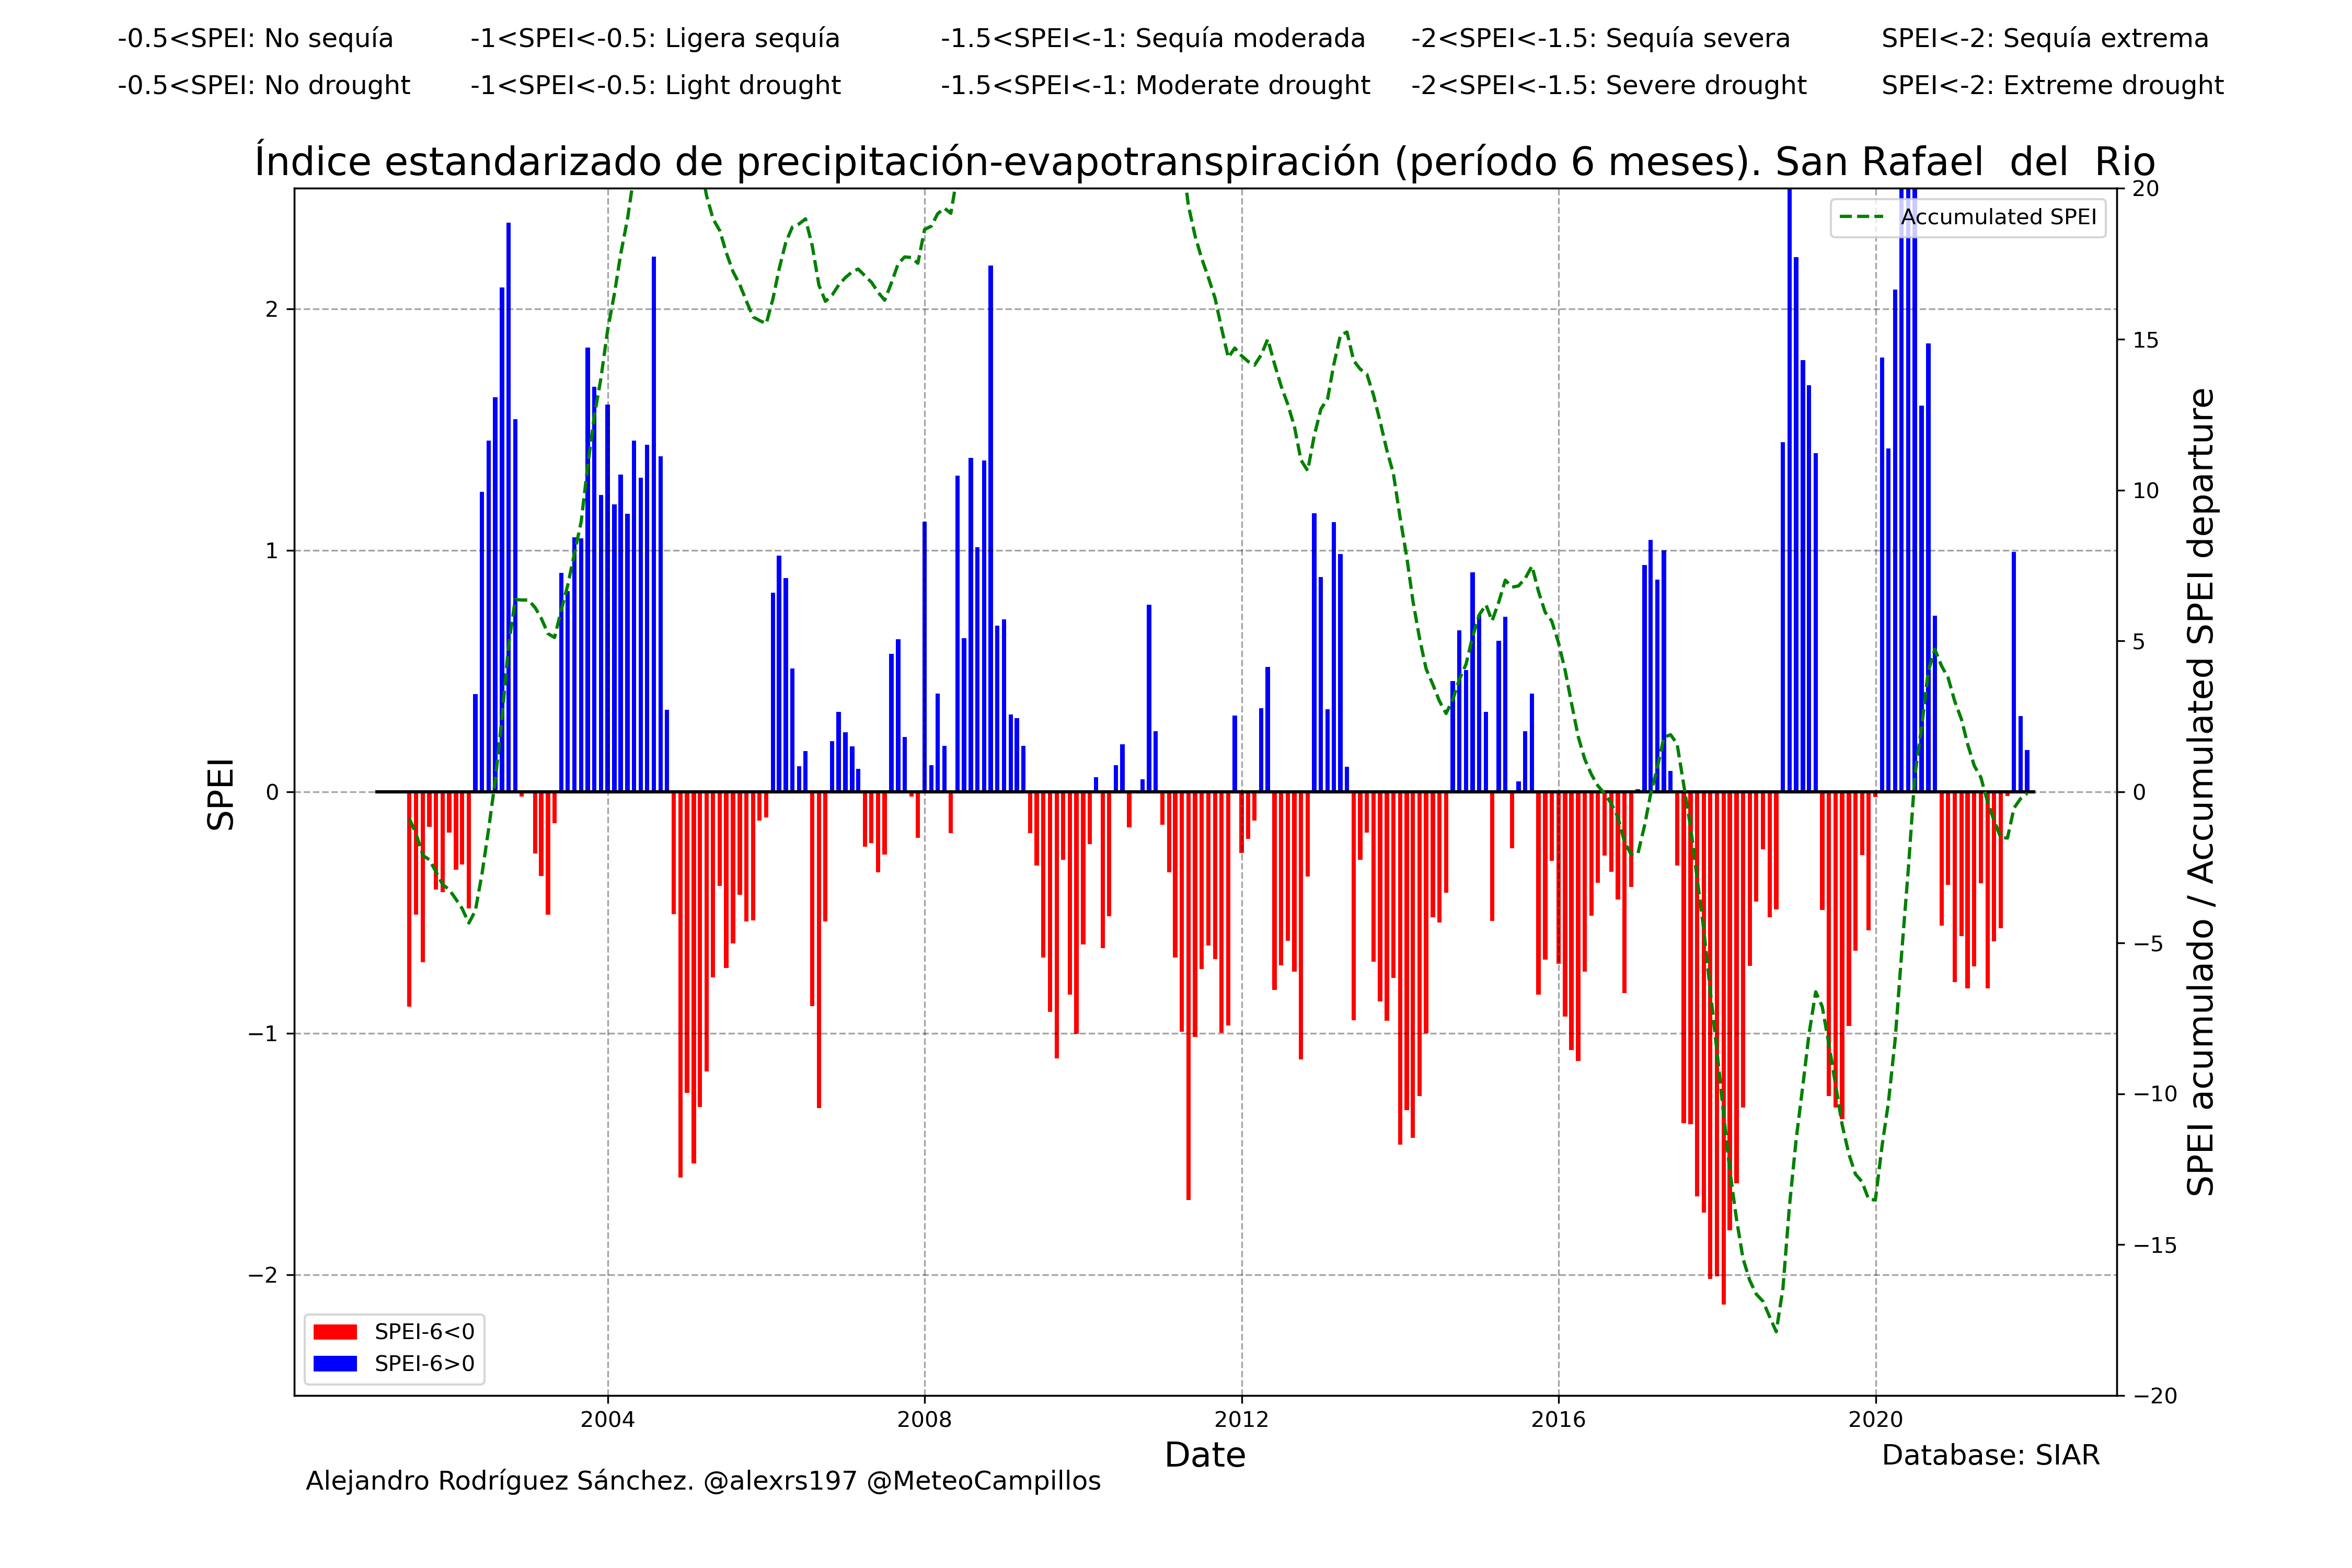 -0.5<SPEI: No sequía -1<SPEI<-0.5: Ligera sequía -1.5<SPEI<-1: Sequía moderada -2<SPEI<-1.5: Sequía severa SPEI<-2: Sequía extrema
-0.5<SPEI: No drought -1<SPEI<-0.5: Light drought -1.5<SPEI<-1: Moderate drought -2<SPEI<-1.5: Severe drought SPEI<-2: Extreme drought
Índice estandarizado de precipitación-evapotranspiración (período 6 meses). San Rafael  del  Rio
Accumulated SPEI
SPEI
2
1
0
−1
−2
20
15
10
5
0
−5
−10
−15
−20
SPEI acumulado / Accumulated SPEI departure
SPEI-6<0
SPEI-6>0
2004 2008 2012 2016 2020
Date
Database: SIAR
Alejandro Rodríguez Sánchez. @alexrs197 @MeteoCampillos